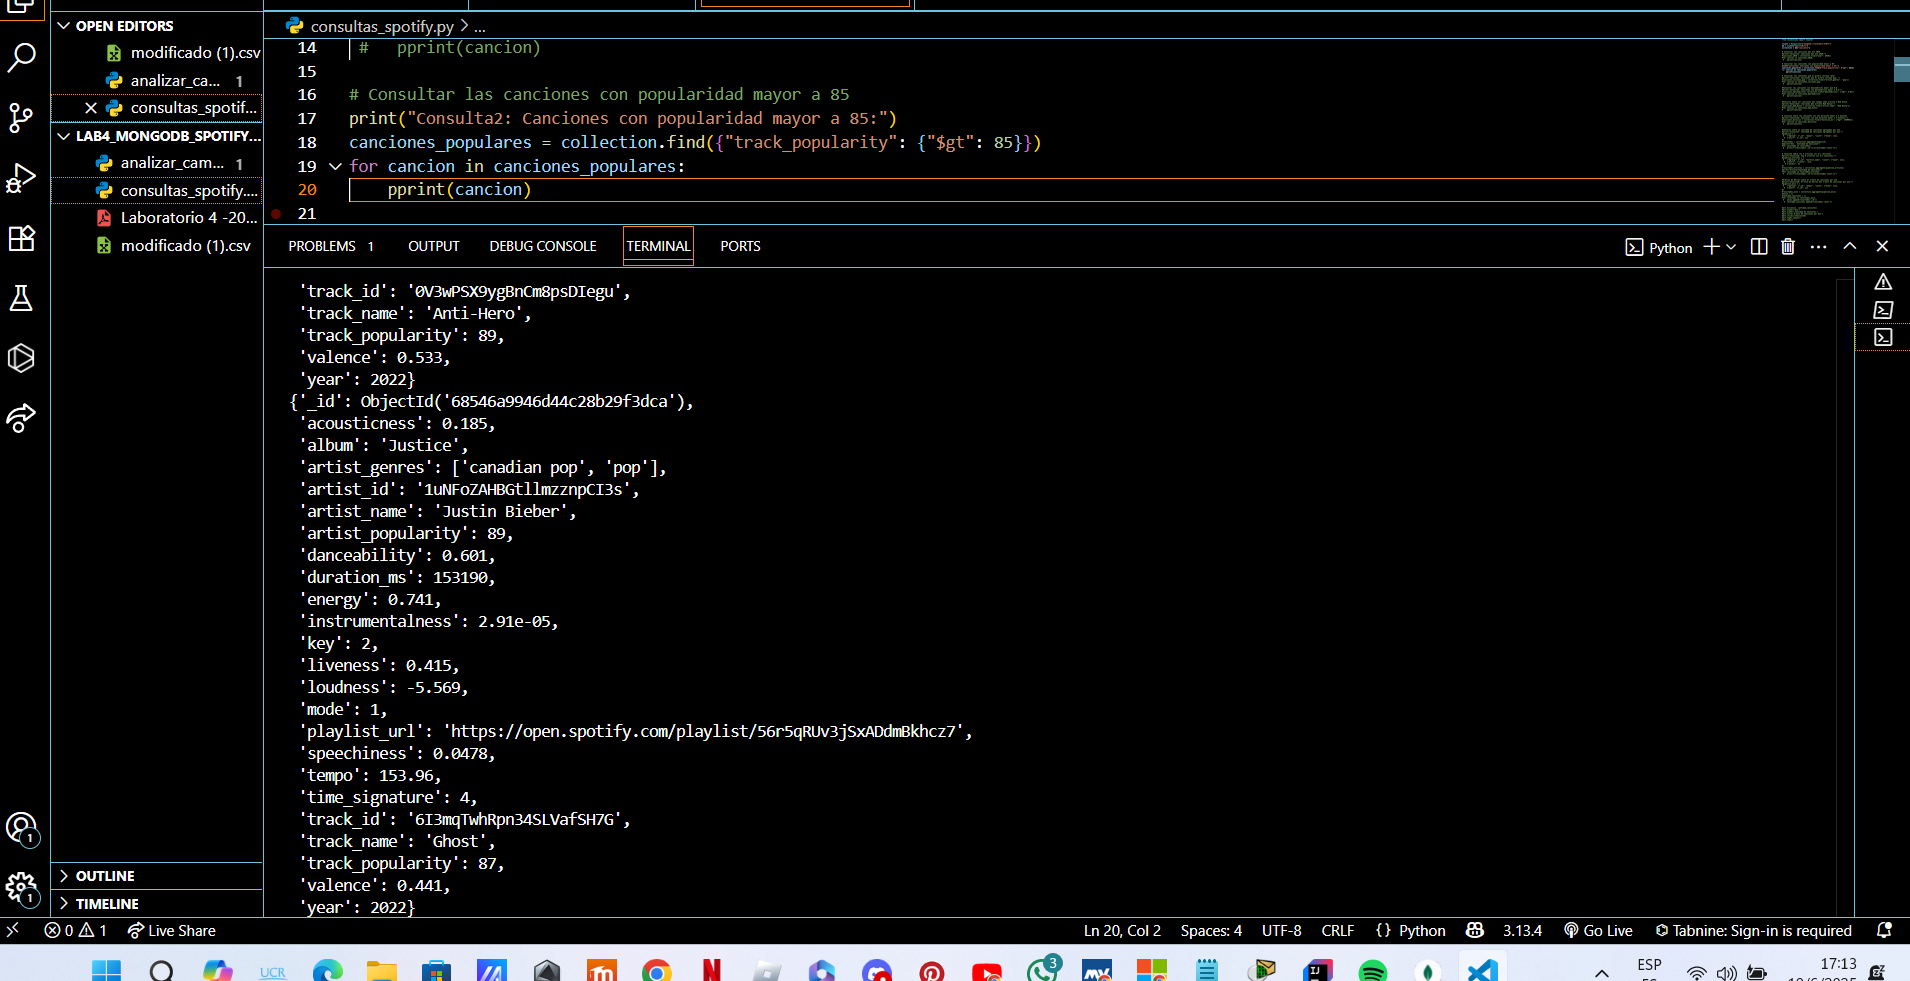 OPEN EDITORS
modificado (1).csv
analizar_ca... 1
consultas_spotif...
LAB4_MONGODB_SPOTIFY...
analizar_cam... 1
consultas_spotify....
Laboratorio 4 -20...
modificado (1).csv
OUTLINE
TIMELINE
consultas_spotify.py > ...
14 # pprint(cancion)
15
16 # Consultar las canciones con popularidad mayor a 85
17 print("Consulta2: Canciones con popularidad mayor a 85:")
18 canciones_populares = collection.find({"track_popularity": {"$gt": 85}})
19 for cancion in canciones_populares:
20 pprint(cancion)
21
PROBLEMS 1 OUTPUT DEBUG CONSOLE TERMINAL PORTS
Python
'track_id': '0V3wPSX9ygBnCm8psDIegu',
'track_name': 'Anti-Hero',
'track_popularity': 89,
'valence': 0.533,
'year': 2022}
{'_id': ObjectId('68546a9946d44c28b29f3dca'),
'acousticness': 0.185,
'album': 'Justice',
'artist_genres': ['canadian pop', 'pop'],
'artist_id': '1uNFoZAHBGtllmzznpCI3s',
'artist_name': 'Justin Bieber',
'artist_popularity': 89,
'danceability': 0.601,
'duration_ms': 153190,
'energy': 0.741,
'instrumentalness': 2.91e-05,
'key': 2,
'liveness': 0.415,
'loudness': -5.569,
'mode': 1,
'playlist_url': 'https://open.spotify.com/playlist/56r5qRUv3jSxADdmBkhcz7',
'speechiness': 0.0478,
'tempo': 153.96,
'time_signature': 4,
'track_id': '6I3mqTwhRpn34SLVafSH7G',
'track_name': 'Ghost',
'track_popularity': 87,
'valence': 0.441,
'year': 2022}
1
1
0 1 Live Share
Ln 20, Col 2 Spaces: 4 UTF-8 CRLF {} Python 3.13.4 Go Live Tabnine: Sign-in is required
UCR
3
ESP
17:13